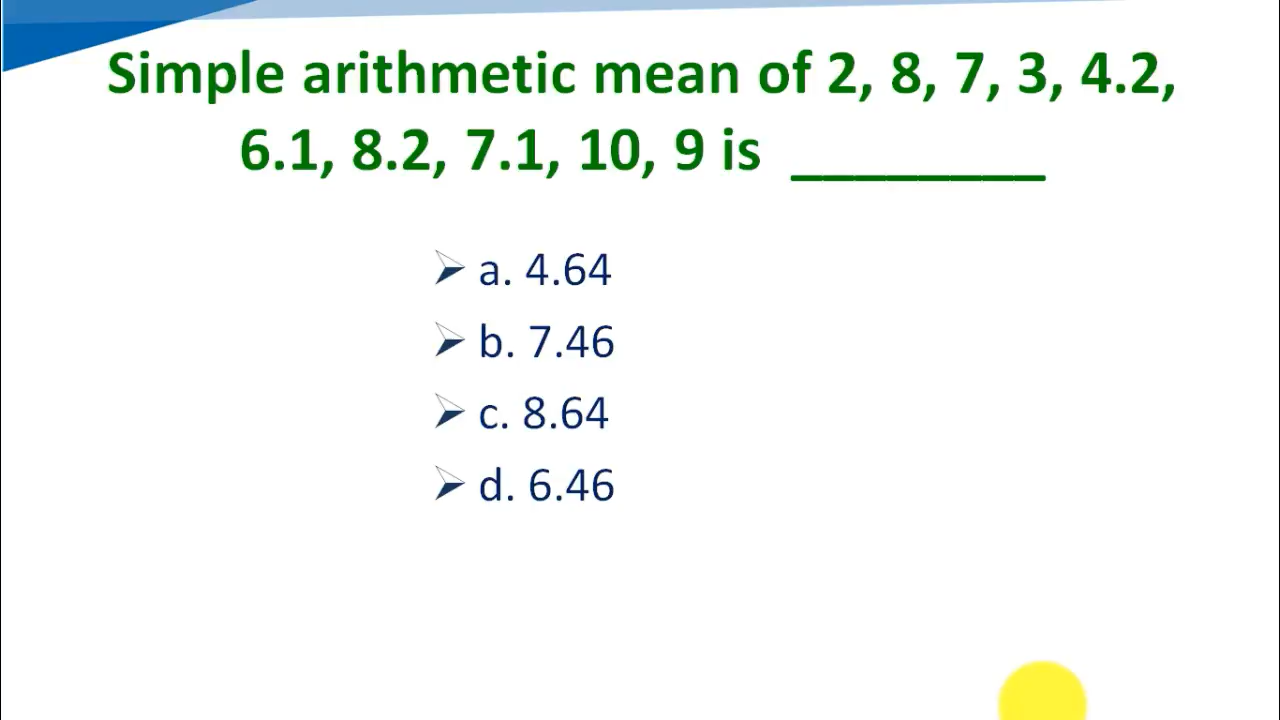 Simple arithmetic mean of 2, 8, 7, 3, 4.2,
6.1, 8.2, 7.1, 10, 9 is ________
a. 4.64
b. 7.46
c. 8.64
d. 6.46